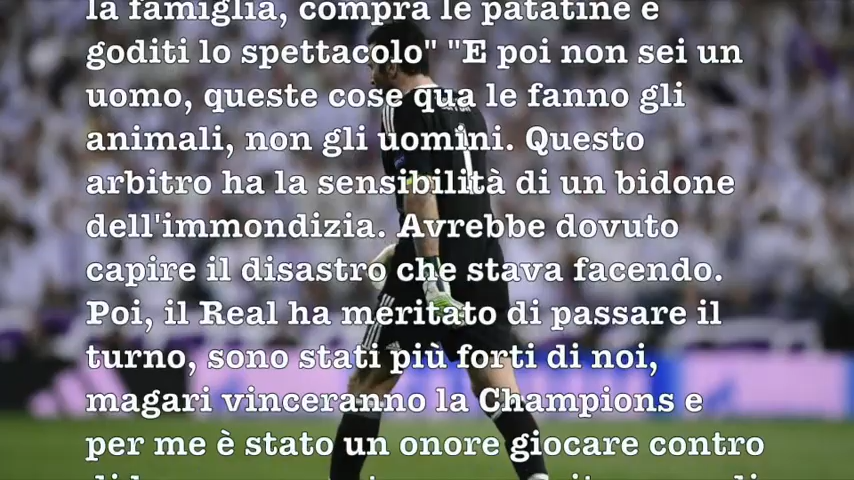 la famiglia, compra le patatine e
goditi lo spettacolo" "E poi non sei un
uomo, queste cose qua le fanno gli
animali, non gli uomini. Questo
arbitro ha la sensibilità di un bidone
dell'immondizia. Avrebbe dovuto
capire il disastro che stava facendo.
Poi, il Real ha meritato di passare il
turno, sono stati più forti di noi,
magari vinceranno la Champions e
per me è stato un onore giocare contro